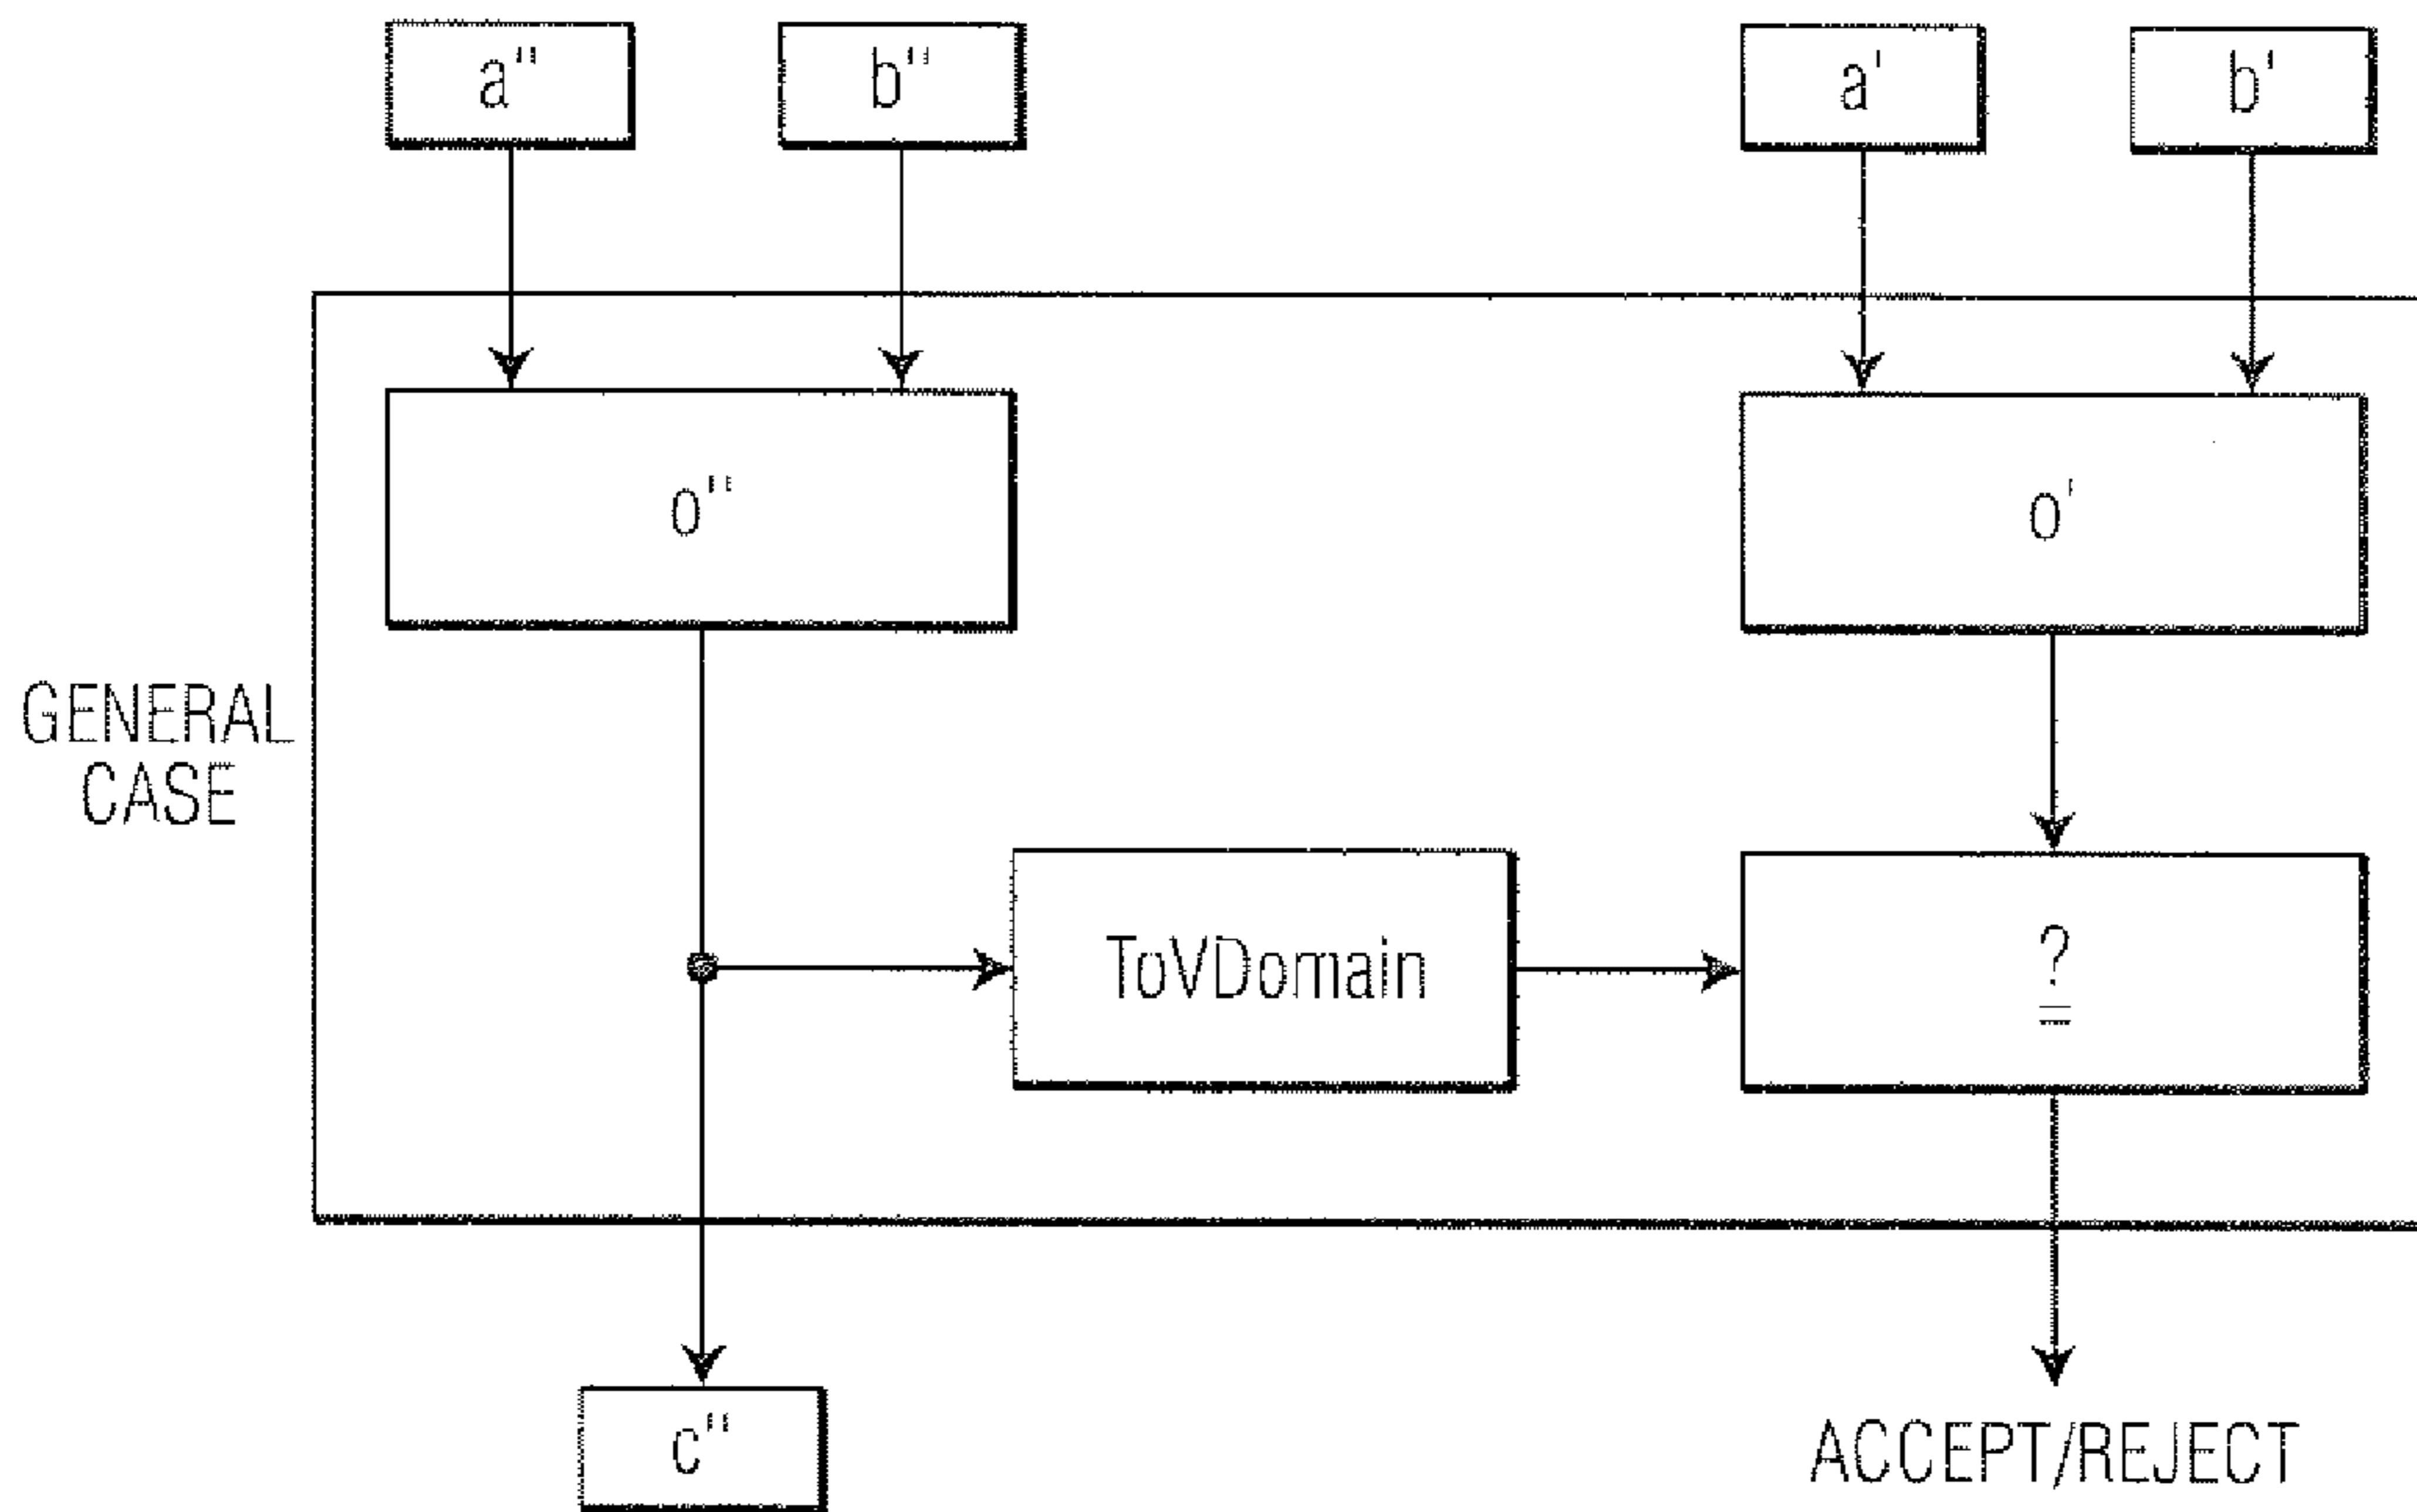 a"
b"
a'
b'
o"
o'
GENERAL
CASE
ToVDomain
?
=
c"
ACCEPT/REJECT